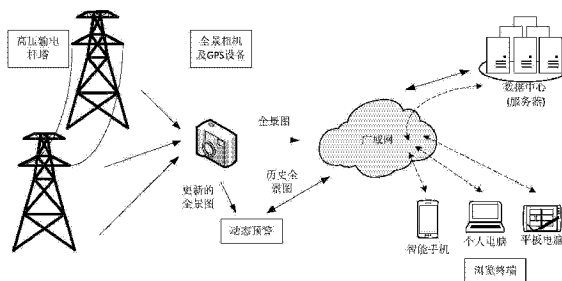 高压输电
杆塔
全景相机
及GPS设备
数据中心
(服务器)
全景图
广域网
历史全
景图
更新的
全景图
动态预警
智能手机
个人电脑
平板电脑
浏览终端